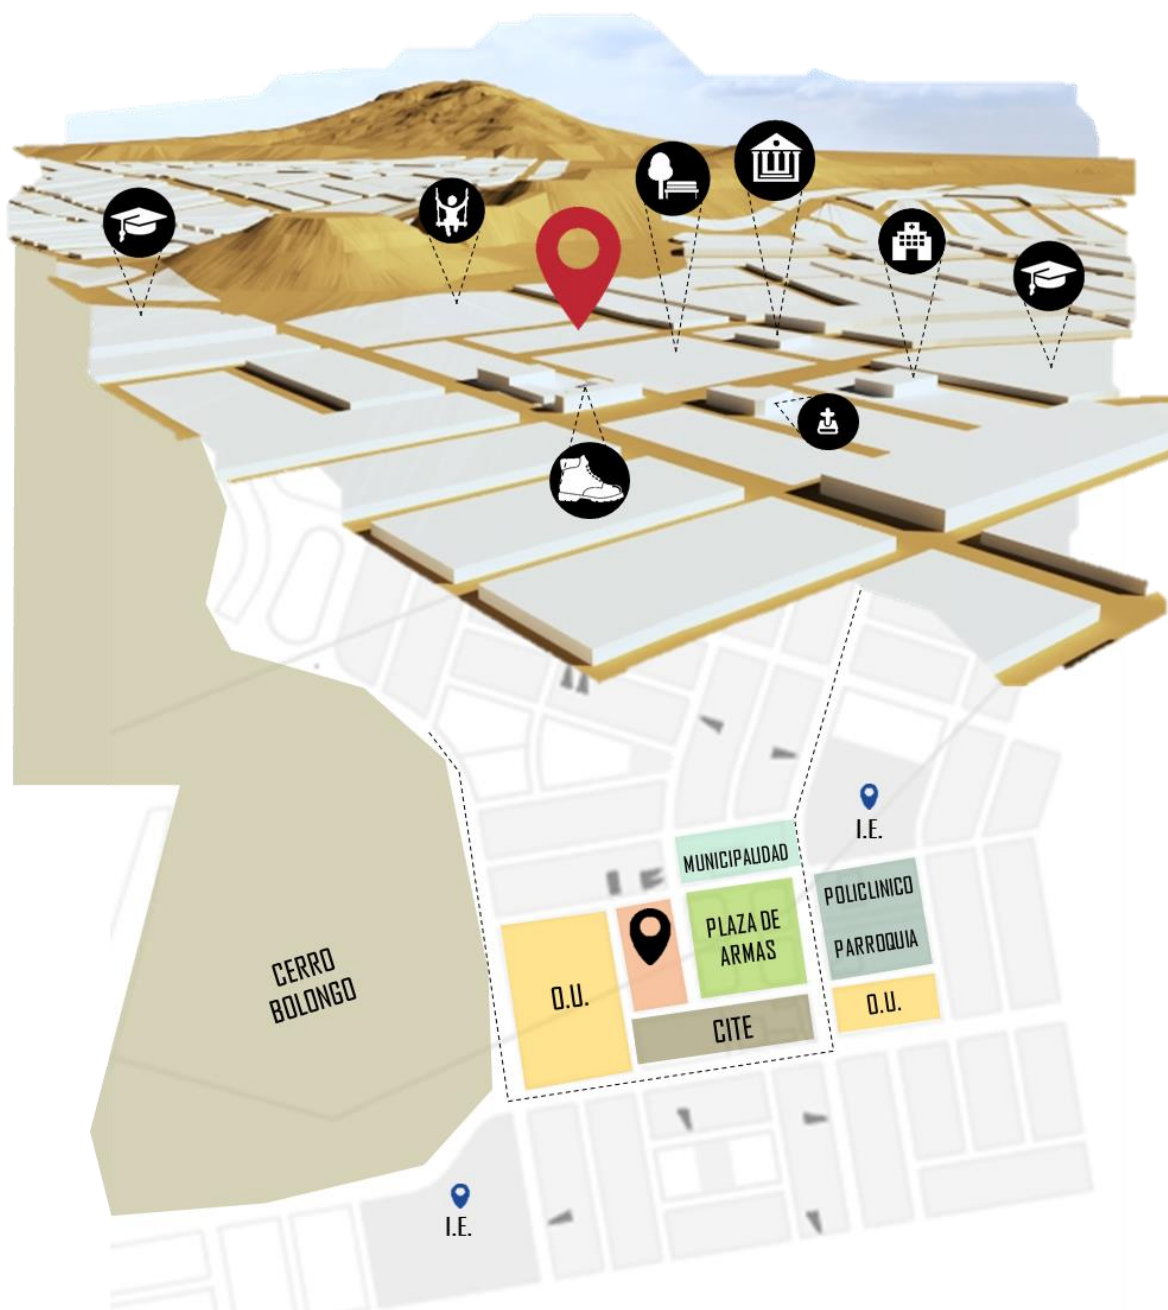 I.E.
MUNICIPALIDAD
POLICLINICO
PLAZA DE
ARMAS
PARROQUIA
CERRO
BOLONGO
O.U.
O.U.
CITE
I.E.